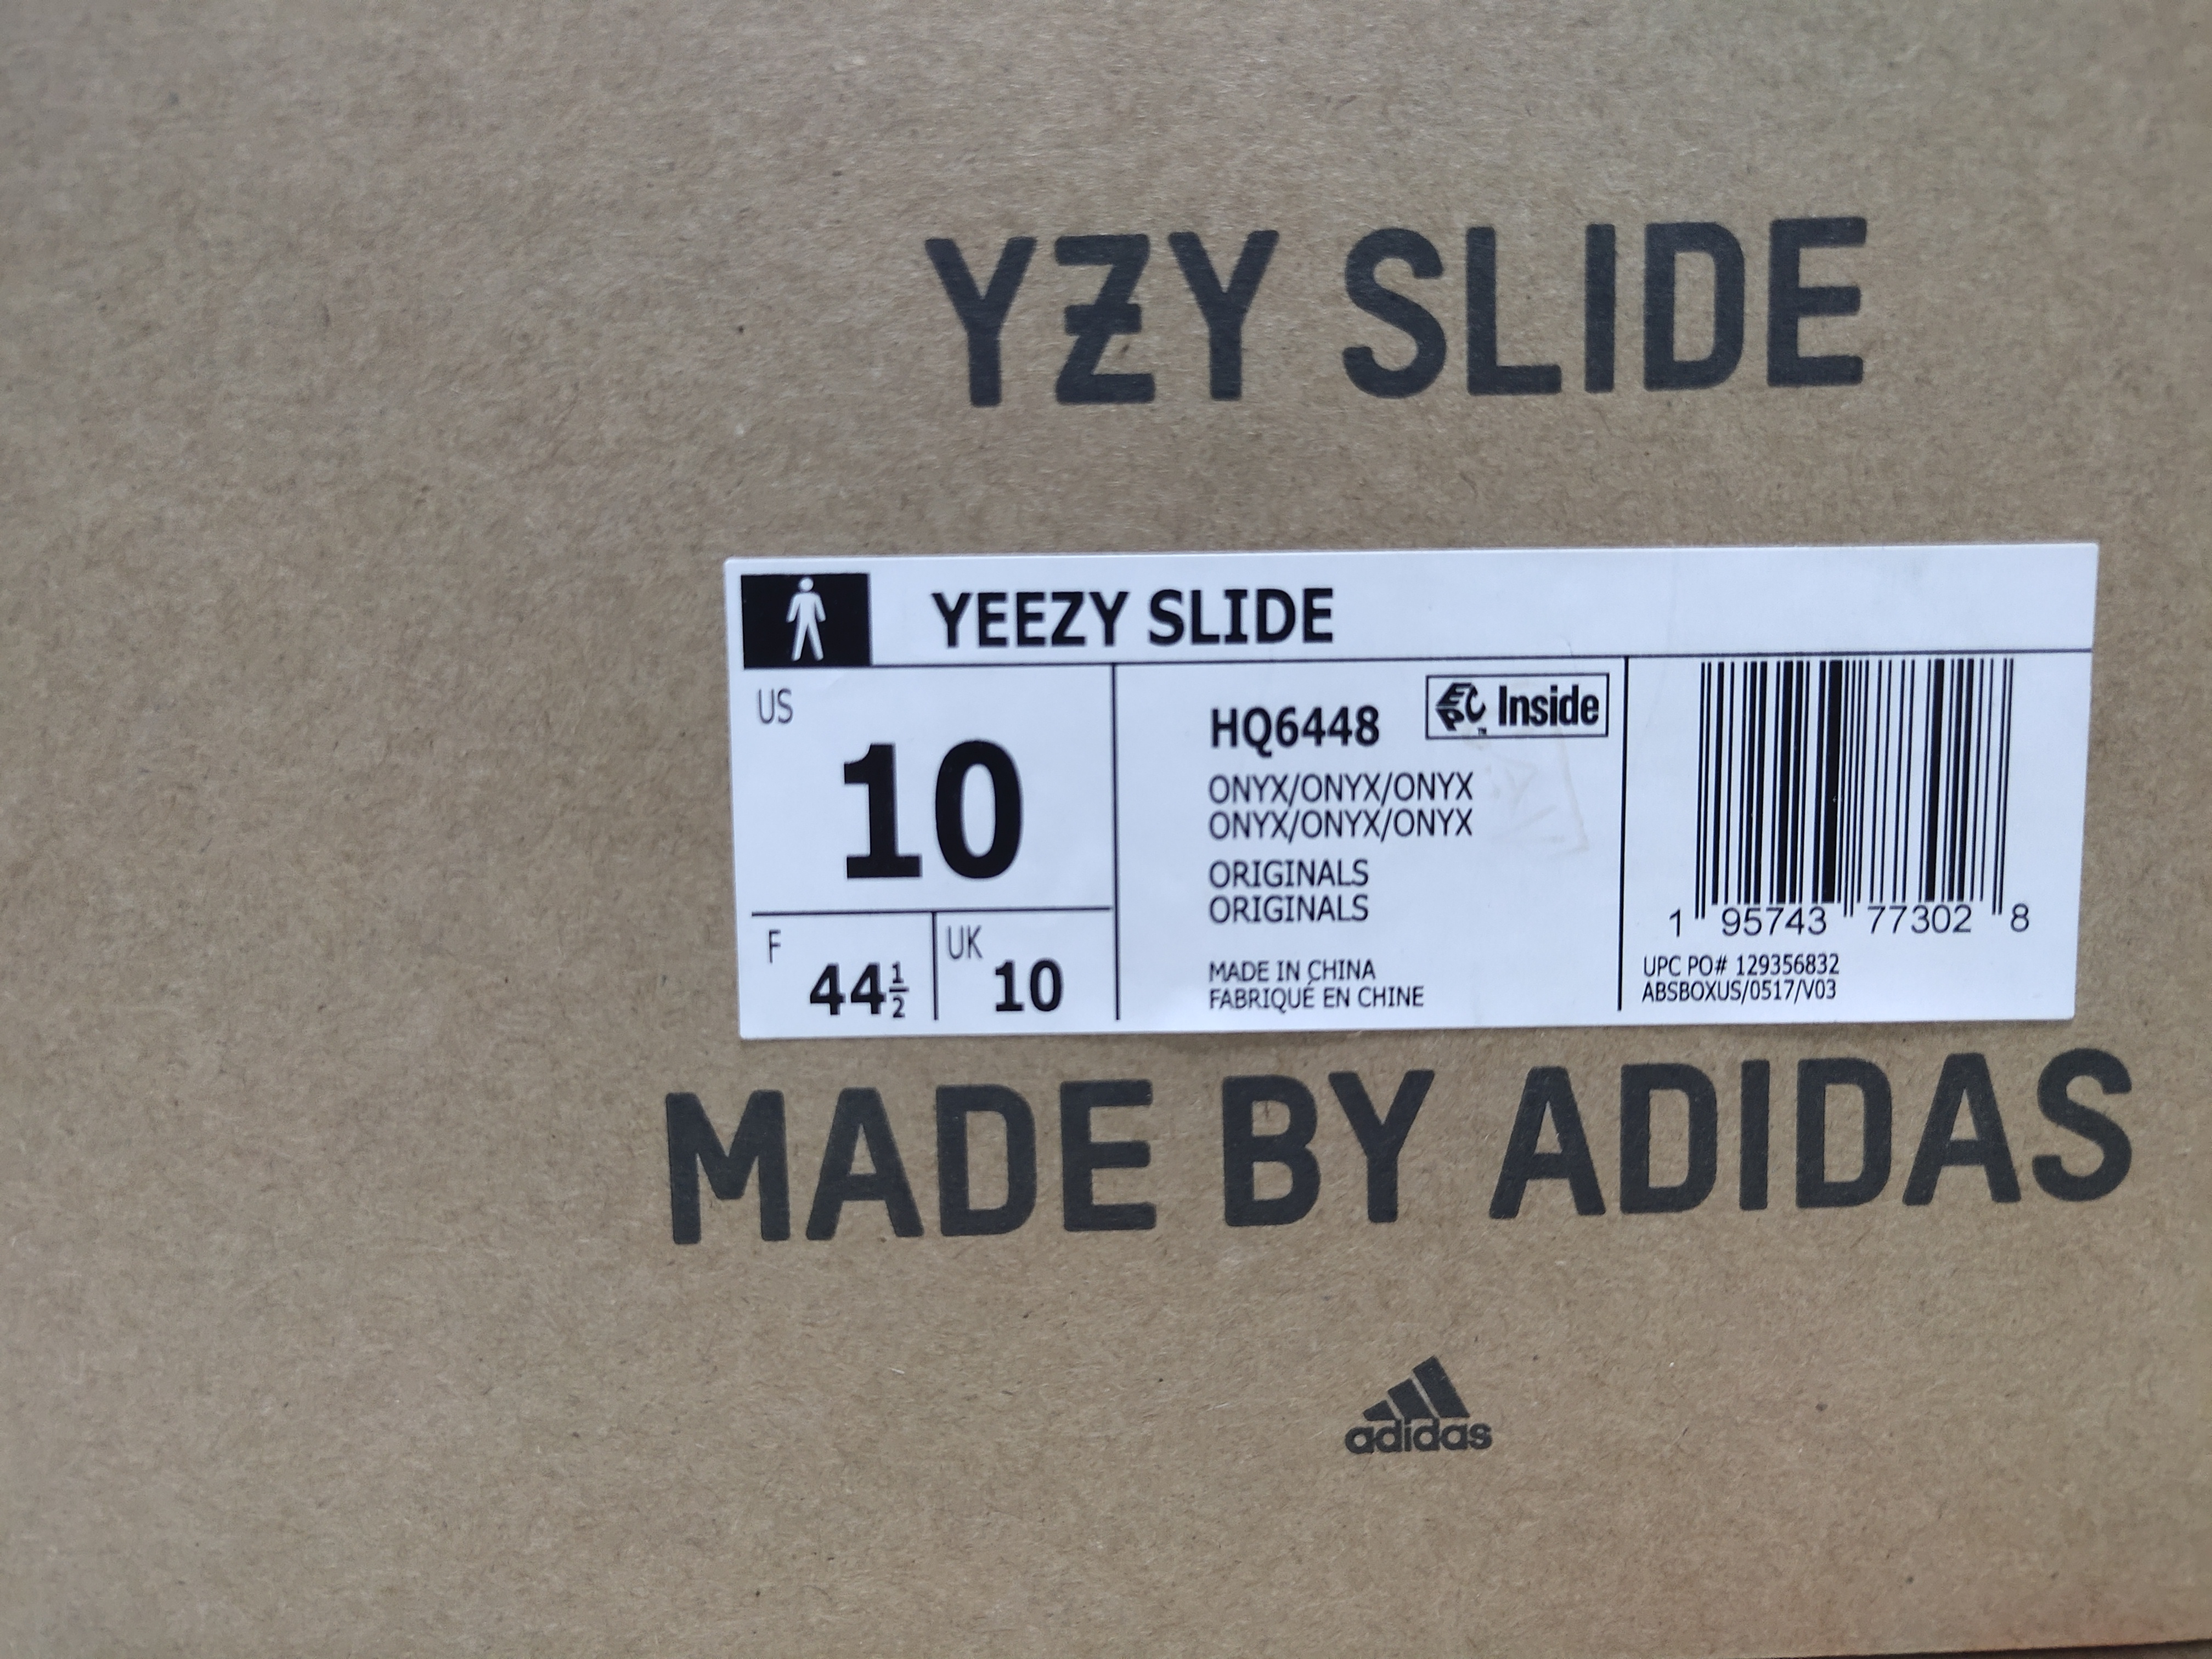 YZY SLIDE
YEEZY SLIDE
US
10
F
44½
UK
10
HQ6448
EPC Inside
ONYX/ONYX/ONYX
ONYX/ONYX/ONYX
ORIGINALS
ORIGINALS
MADE IN CHINA
FABRIQUÉ EN CHINE
1 95743 77302 8
UPC PO# 129356832
ABSBOXUS/0517/V03
MADE BY ADIDAS
adidas